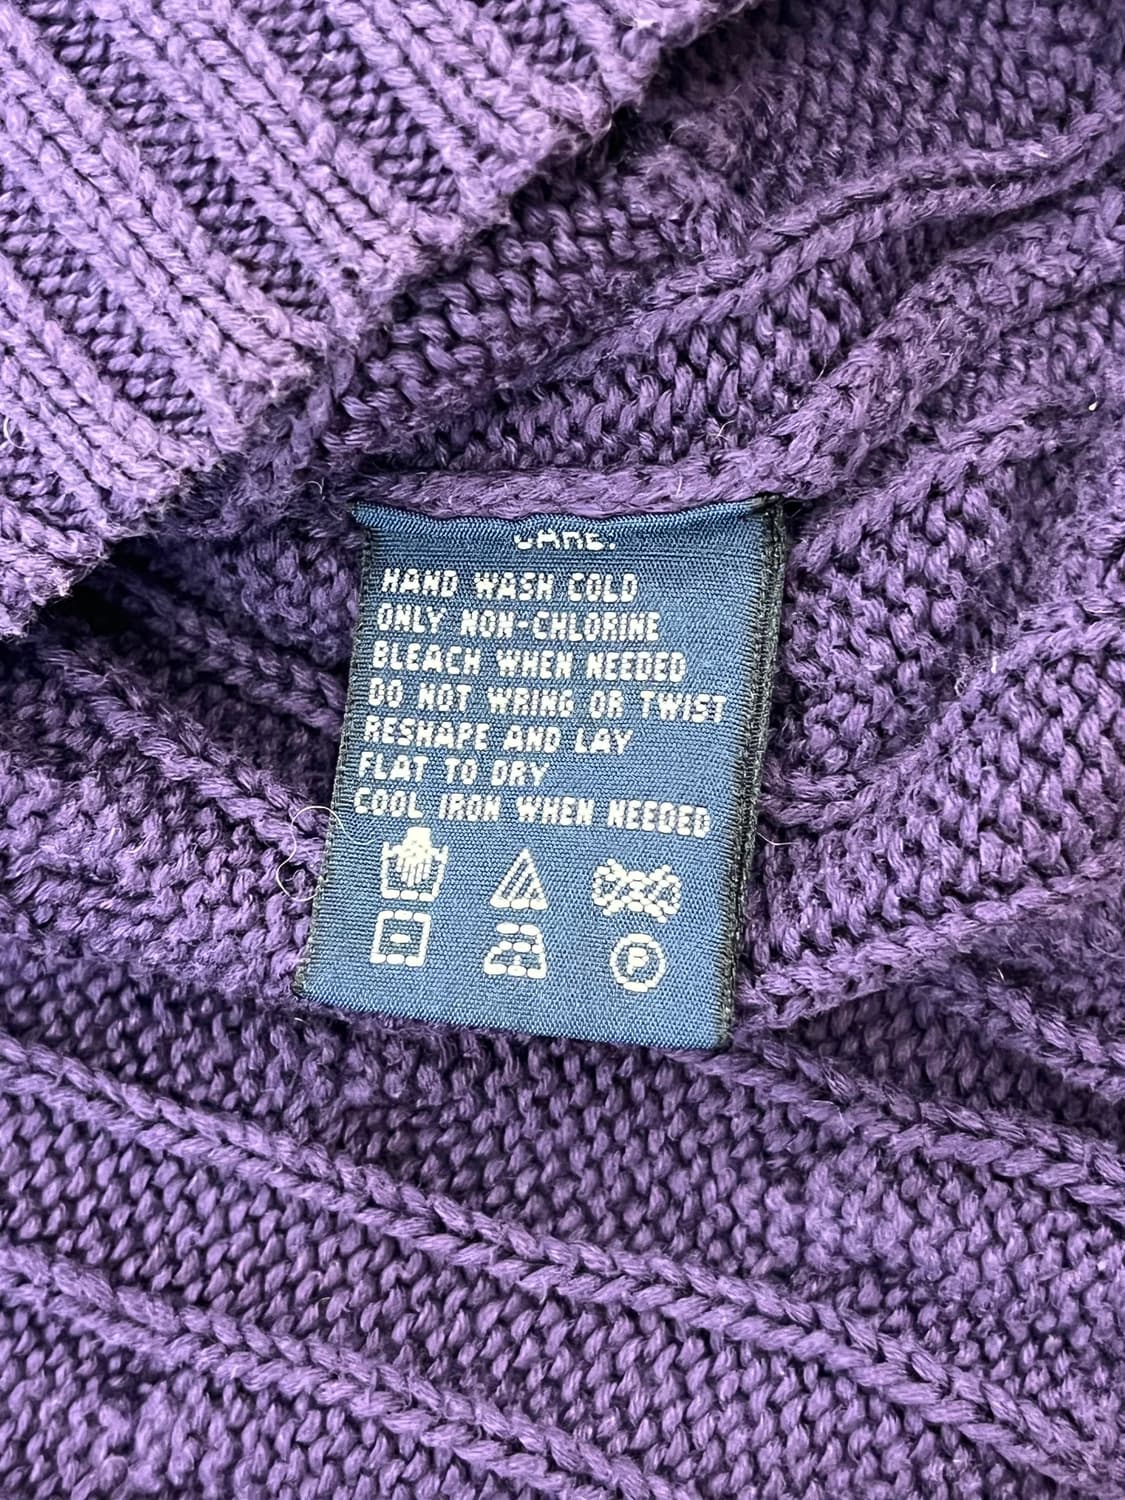 CARE:
HAND WASH COLD
ONLY NON-CHLORINE
BLEACH WHEN NEEDED
DO NOT WRING OR TWIST
RESHAPE AND LAY
FLAT TO DRY
COOL IRON WHEN NEEDED
P